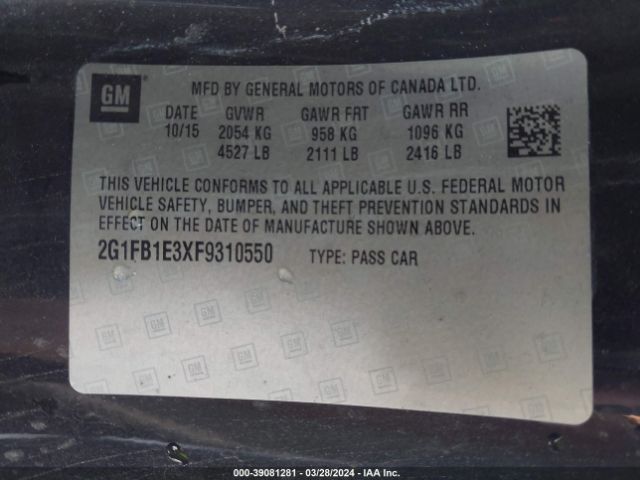 GM MFD BY GENERAL MOTORS OF CANADA LTD.
DATE GVWR GAWR FRT GAWR RR
10/15 2054 KG 958 KG 1096 KG
4527 LB 2111 LB 2416 LB
THIS VEHICLE CONFORMS TO ALL APPLICABLE U.S. FEDERAL MOTOR
VEHICLE SAFETY, BUMPER, AND THEFT PREVENTION STANDARDS IN
EFFECT ON THE DATE OF MANUFACTURE SHOWN ABOVE.
2G1FB1E3XF9310550 TYPE: PASS CAR
000-39081281 | 03/28/2024 - IAA Inc.